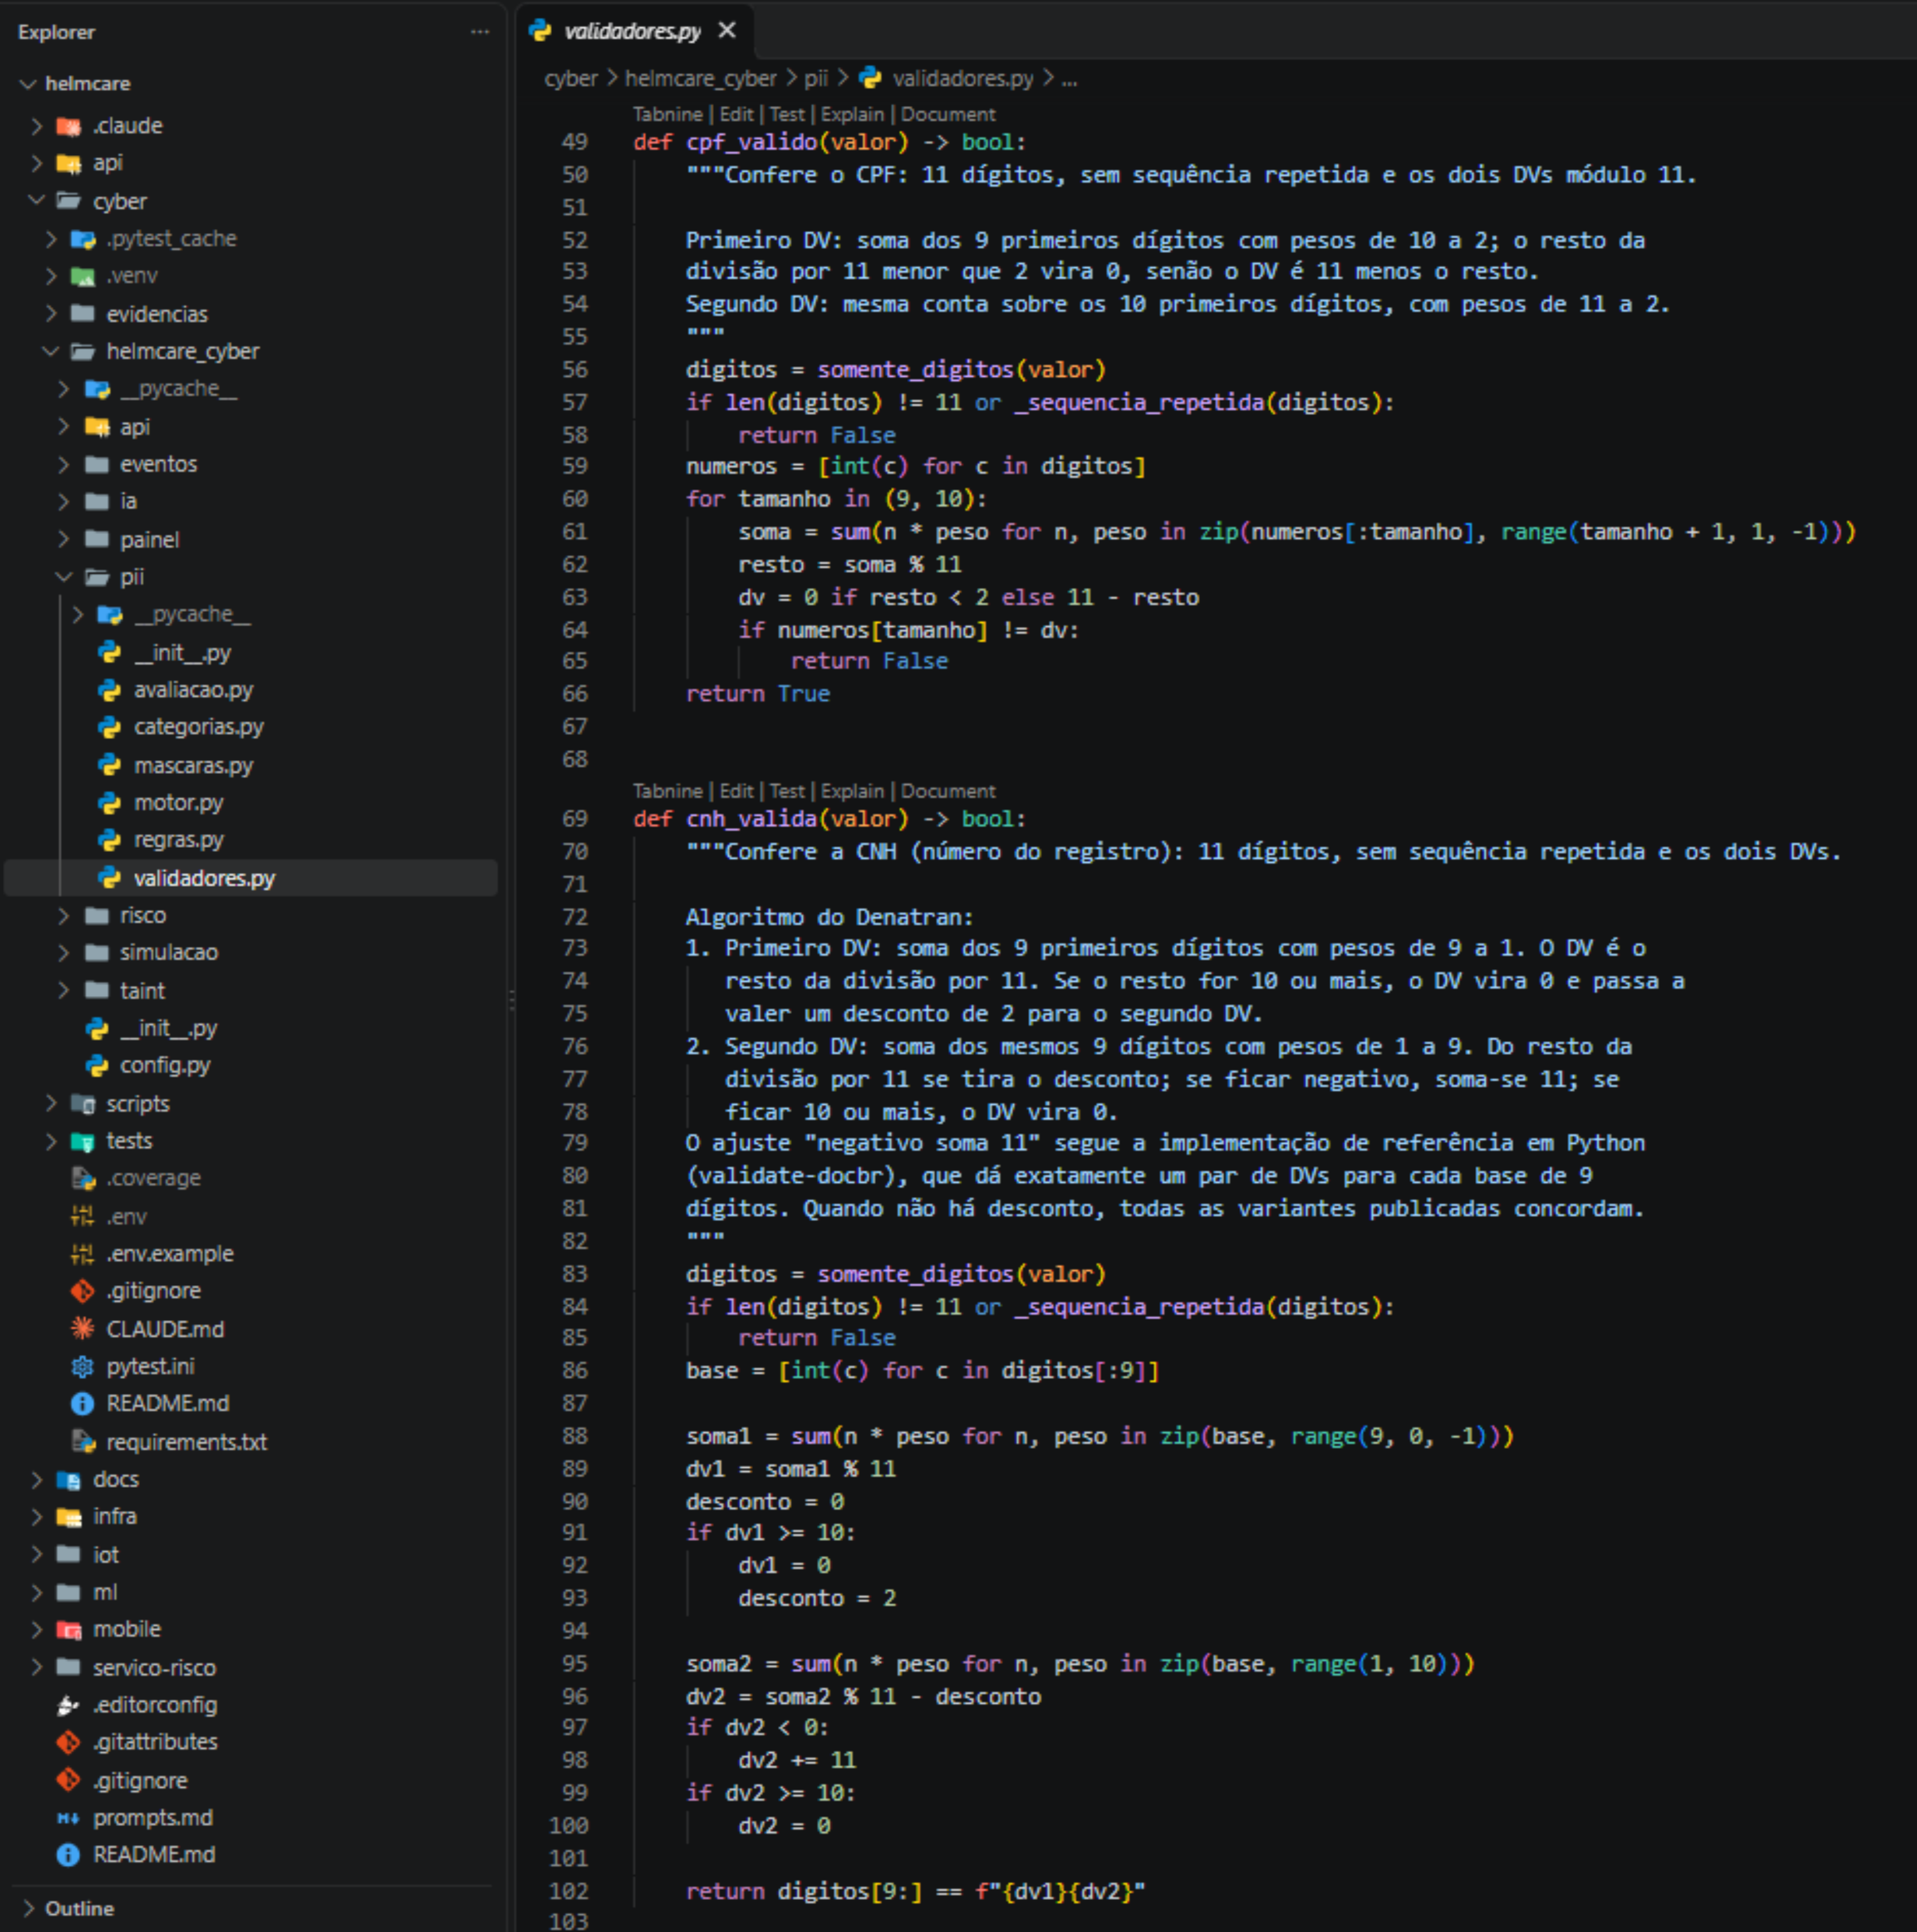 Explorer
...
helmcare
.claude
api
cyber
.pytest_cache
.venv
evidencias
helmcare_cyber
__pycache__
api
eventos
ia
painel
pii
__pycache__
__init__.py
avaliacao.py
categorias.py
mascaras.py
motor.py
regras.py
validadores.py
risco
simulacao
taint
__init__.py
config.py
scripts
tests
.coverage
.env
.env.example
.gitignore
CLAUDE.md
pytest.ini
README.md
requirements.txt
docs
infra
iot
ml
mobile
servico-risco
.editorconfig
.gitattributes
.gitignore
prompts.md
README.md
Outline
validadores.py
cyber > helmcare_cyber > pii > validadores.py > ...
Tabnine | Edit | Test | Explain | Document
49 def cpf_valido(valor) -> bool:
50     """Confere o CPF: 11 dígitos, sem sequência repetida e os dois DVs módulo 11.
51
52     Primeiro DV: soma dos 9 primeiros dígitos com pesos de 10 a 2; o resto da
53     divisão por 11 menor que 2 vira 0, senão o DV é 11 menos o resto.
54     Segundo DV: mesma conta sobre os 10 primeiros dígitos, com pesos de 11 a 2.
55     """
56     digitos = somente_digitos(valor)
57     if len(digitos) != 11 or _sequencia_repetida(digitos):
58         return False
59     numeros = [int(c) for c in digitos]
60     for tamanho in (9, 10):
61         soma = sum(n * peso for n, peso in zip(numeros[:tamanho], range(tamanho + 1, 1, -1)))
62         resto = soma % 11
63         dv = 0 if resto < 2 else 11 - resto
64         if numeros[tamanho] != dv:
65             return False
66     return True
67
68
Tabnine | Edit | Test | Explain | Document
69 def cnh_valida(valor) -> bool:
70     """Confere a CNH (número do registro): 11 dígitos, sem sequência repetida e os dois DVs.
71
72     Algoritmo do Denatran:
73     1. Primeiro DV: soma dos 9 primeiros dígitos com pesos de 9 a 1. O DV é o
74        resto da divisão por 11. Se o resto for 10 ou mais, o DV vira 0 e passa a
75        valer um desconto de 2 para o segundo DV.
76     2. Segundo DV: soma dos mesmos 9 dígitos com pesos de 1 a 9. Do resto da
77        divisão por 11 se tira o desconto; se ficar negativo, soma-se 11; se
78        ficar 10 ou mais, o DV vira 0.
79     O ajuste "negativo soma 11" segue a implementação de referência em Python
80     (validate-docbr), que dá exatamente um par de DVs para cada base de 9
81     dígitos. Quando não há desconto, todas as variantes publicadas concordam.
82     """
83     digitos = somente_digitos(valor)
84     if len(digitos) != 11 or _sequencia_repetida(digitos):
85         return False
86     base = [int(c) for c in digitos[:9]]
87
88     soma1 = sum(n * peso for n, peso in zip(base, range(9, 0, -1)))
89     dv1 = soma1 % 11
90     desconto = 0
91     if dv1 >= 10:
92         dv1 = 0
93         desconto = 2
94
95     soma2 = sum(n * peso for n, peso in zip(base, range(1, 10)))
96     dv2 = soma2 % 11 - desconto
97     if dv2 < 0:
98         dv2 += 11
99     if dv2 >= 10:
100         dv2 = 0
101
102     return digitos[9:] == f"{dv1}{dv2}"
103